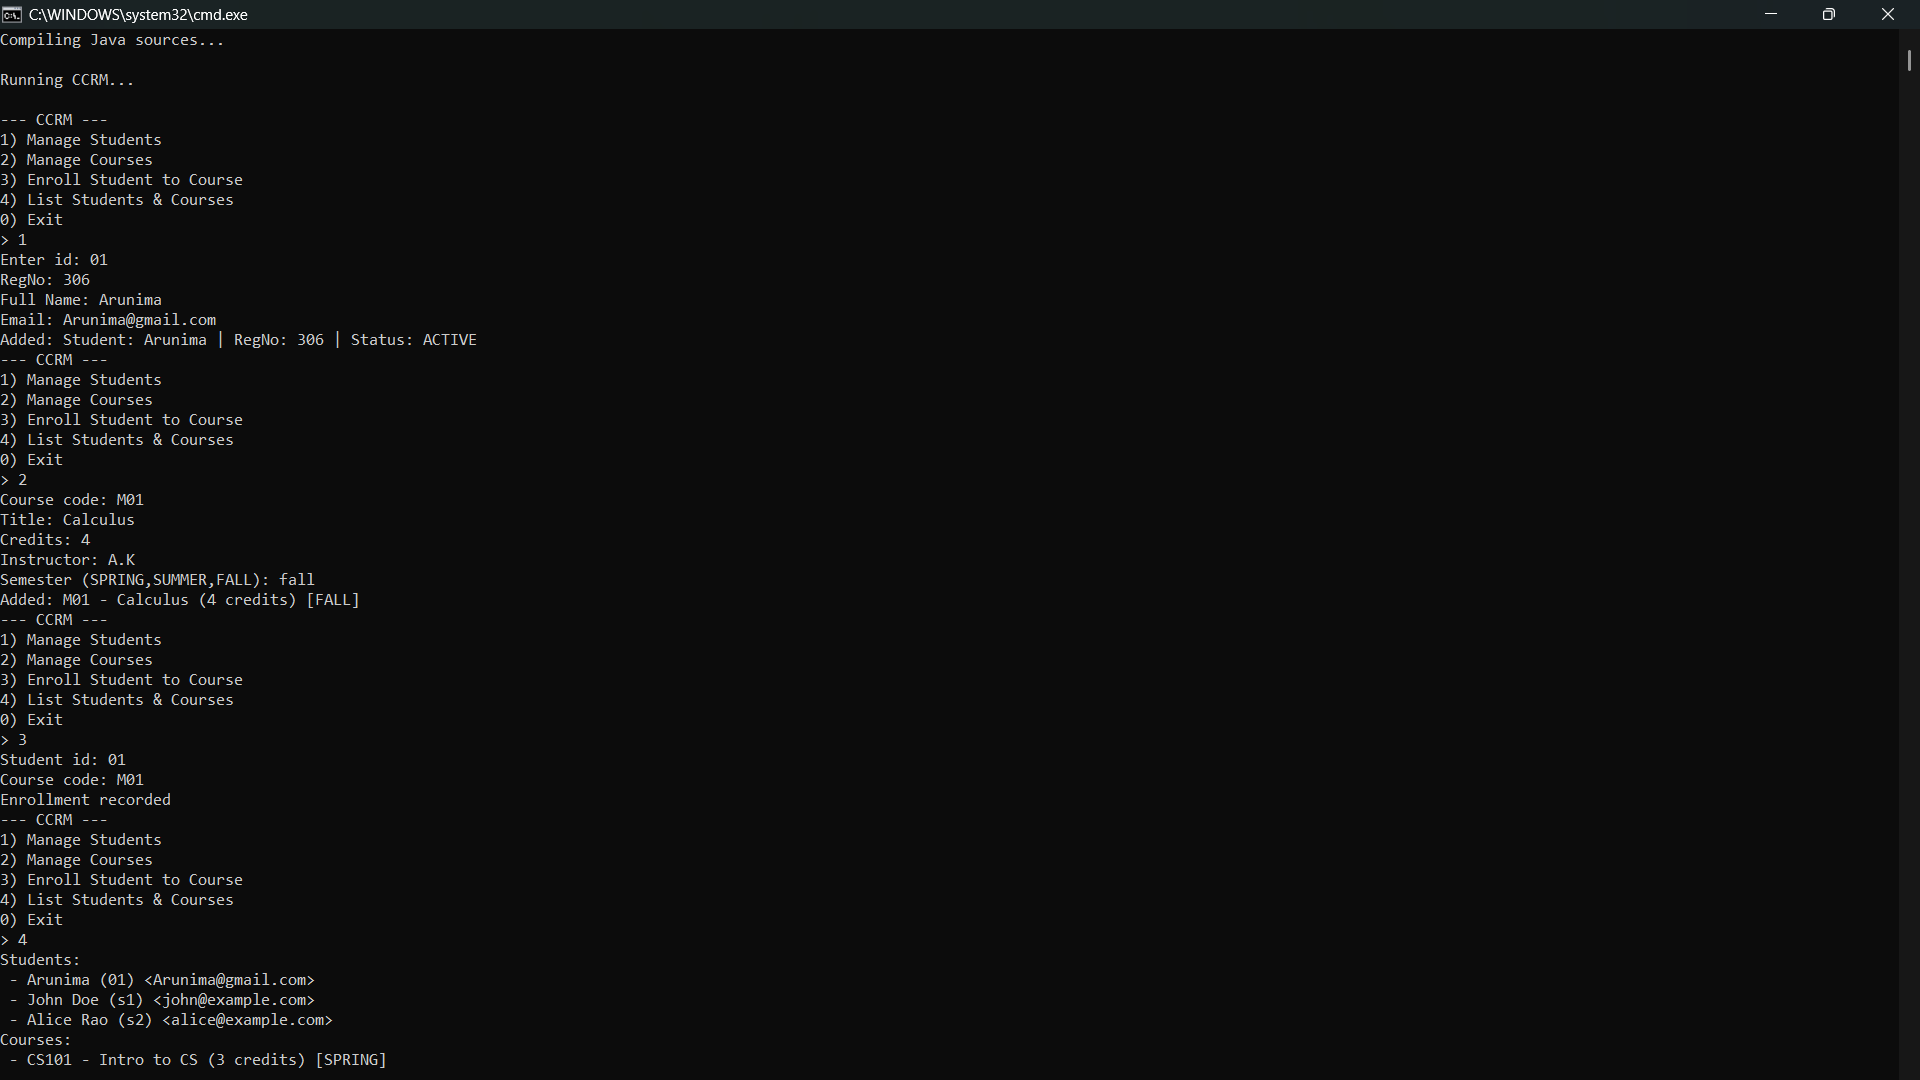 C:\WINDOWS\system32\cmd.exe
Compiling Java sources...
Running CCRM...
--- CCRM ---
1) Manage Students
2) Manage Courses
3) Enroll Student to Course
4) List Students & Courses
0) Exit
> 1
Enter id: 01
RegNo: 306
Full Name: Arunima
Email: Arunima@gmail.com
Added: Student: Arunima | RegNo: 306 | Status: ACTIVE
--- CCRM ---
1) Manage Students
2) Manage Courses
3) Enroll Student to Course
4) List Students & Courses
0) Exit
> 2
Course code: M01
Title: Calculus
Credits: 4
Instructor: A.K
Semester (SPRING,SUMMER,FALL): fall
Added: M01 - Calculus (4 credits) [FALL]
--- CCRM ---
1) Manage Students
2) Manage Courses
3) Enroll Student to Course
4) List Students & Courses
0) Exit
> 3
Student id: 01
Course code: M01
Enrollment recorded
--- CCRM ---
1) Manage Students
2) Manage Courses
3) Enroll Student to Course
4) List Students & Courses
0) Exit
> 4
Students:
 - Arunima (01) <Arunima@gmail.com>
 - John Doe (s1) <john@example.com>
 - Alice Rao (s2) <alice@example.com>
Courses:
 - CS101 - Intro to CS (3 credits) [SPRING]